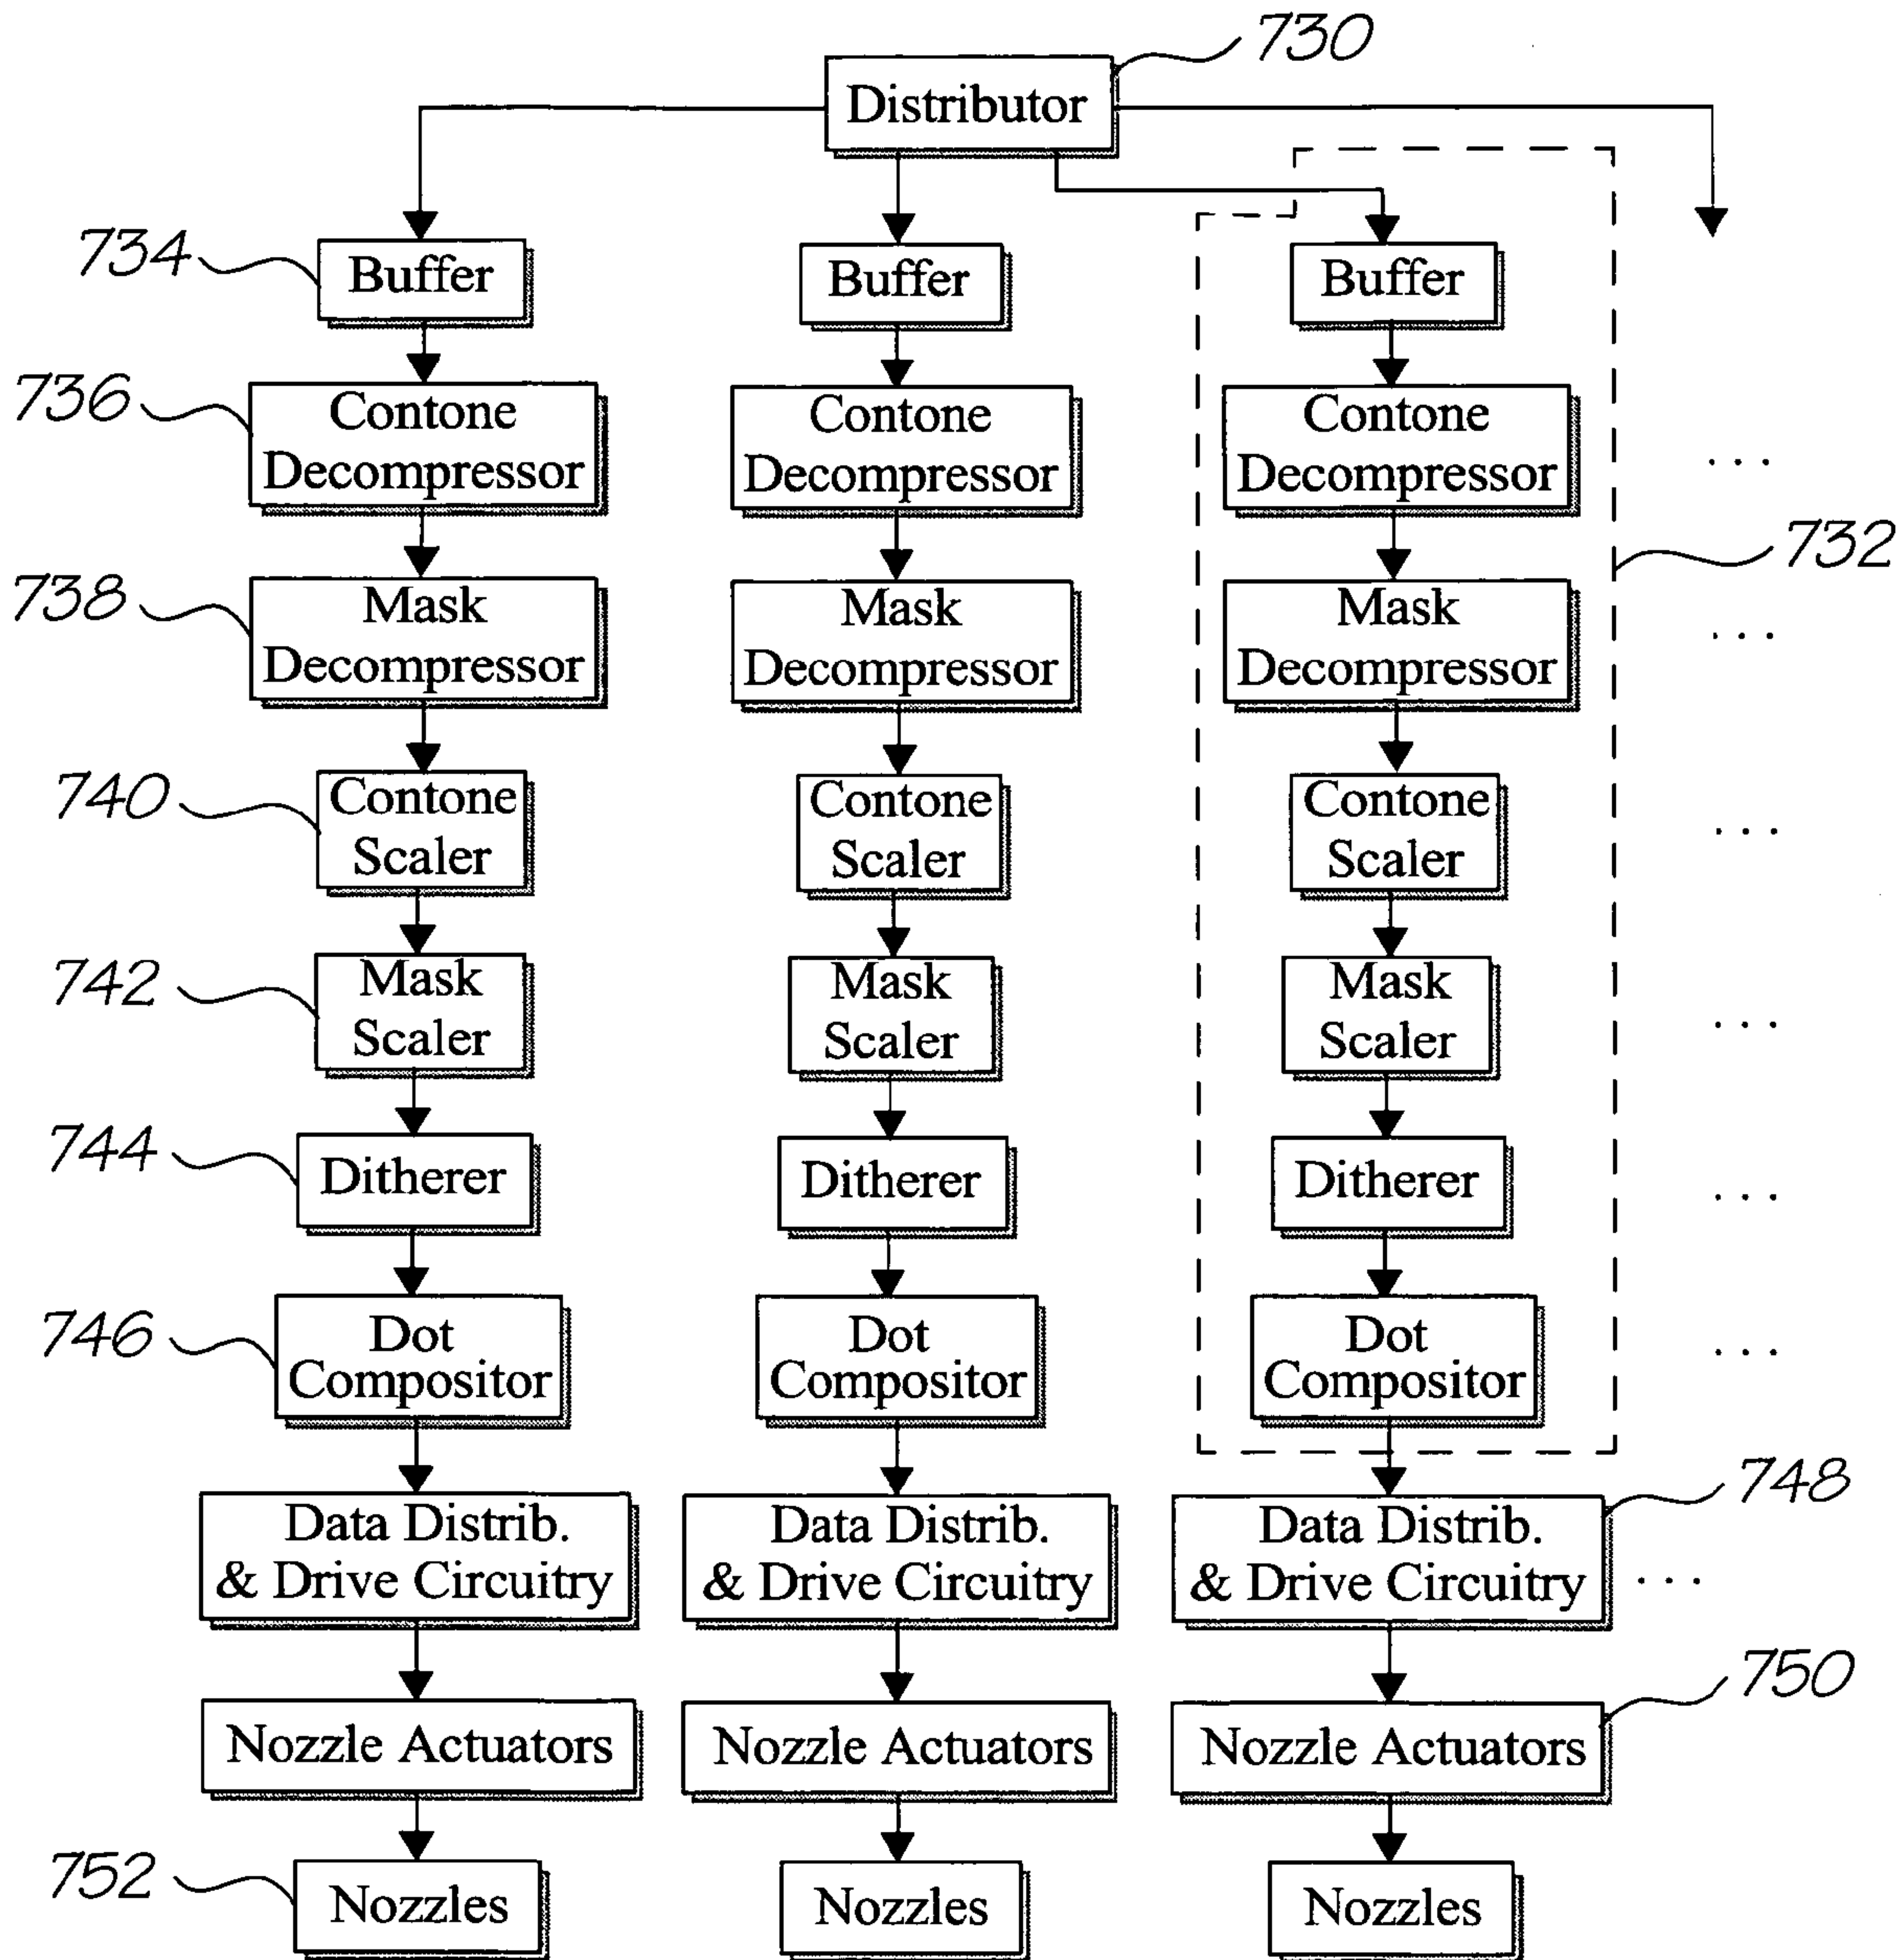 730
Distributor
734
Buffer
Buffer
Buffer
736
Contone
Decompressor
Contone
Decompressor
Contone
Decompressor
...
732
738
Mask
Decompressor
Mask
Decompressor
Mask
Decompressor
...
740
Contone
Scaler
Contone
Scaler
Contone
Scaler
...
742
Mask
Scaler
Mask
Scaler
Mask
Scaler
...
744
Ditherer
Ditherer
Ditherer
...
746
Dot
Compositor
Dot
Compositor
Dot
Compositor
...
748
Data Distrib.
& Drive Circuitry
Data Distrib.
& Drive Circuitry
Data Distrib.
& Drive Circuitry
...
750
Nozzle Actuators
Nozzle Actuators
Nozzle Actuators
752
Nozzles
Nozzles
Nozzles